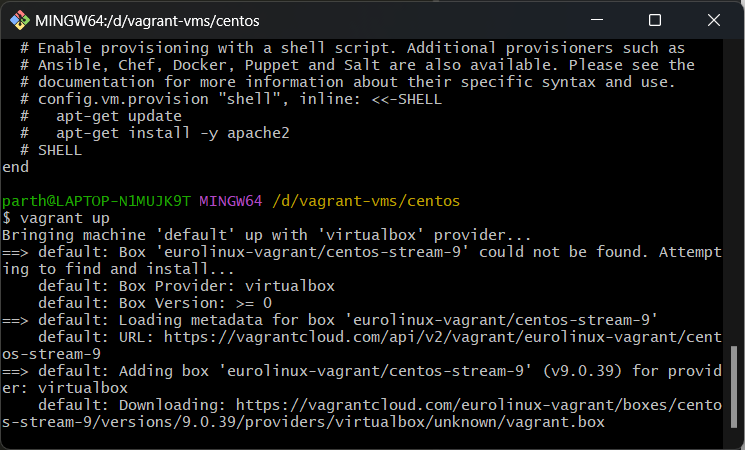 MINGW64:/d/vagrant-vms/centos
  # Enable provisioning with a shell script. Additional provisioners such as
  # Ansible, Chef, Docker, Puppet and Salt are also available. Please see the
  # documentation for more information about their specific syntax and use.
  # config.vm.provision "shell", inline: <<-SHELL
  #   apt-get update
  #   apt-get install -y apache2
  # SHELL
end
parth@LAPTOP-N1MUJK9T MINGW64 /d/vagrant-vms/centos
$ vagrant up
Bringing machine 'default' up with 'virtualbox' provider...
==> default: Box 'eurolinux-vagrant/centos-stream-9' could not be found. Attempt
ing to find and install...
    default: Box Provider: virtualbox
    default: Box Version: >= 0
==> default: Loading metadata for box 'eurolinux-vagrant/centos-stream-9'
    default: URL: https://vagrantcloud.com/api/v2/vagrant/eurolinux-vagrant/cent
os-stream-9
==> default: Adding box 'eurolinux-vagrant/centos-stream-9' (v9.0.39) for provid
er: virtualbox
    default: Downloading: https://vagrantcloud.com/eurolinux-vagrant/boxes/cento
s-stream-9/versions/9.0.39/providers/virtualbox/unknown/vagrant.box